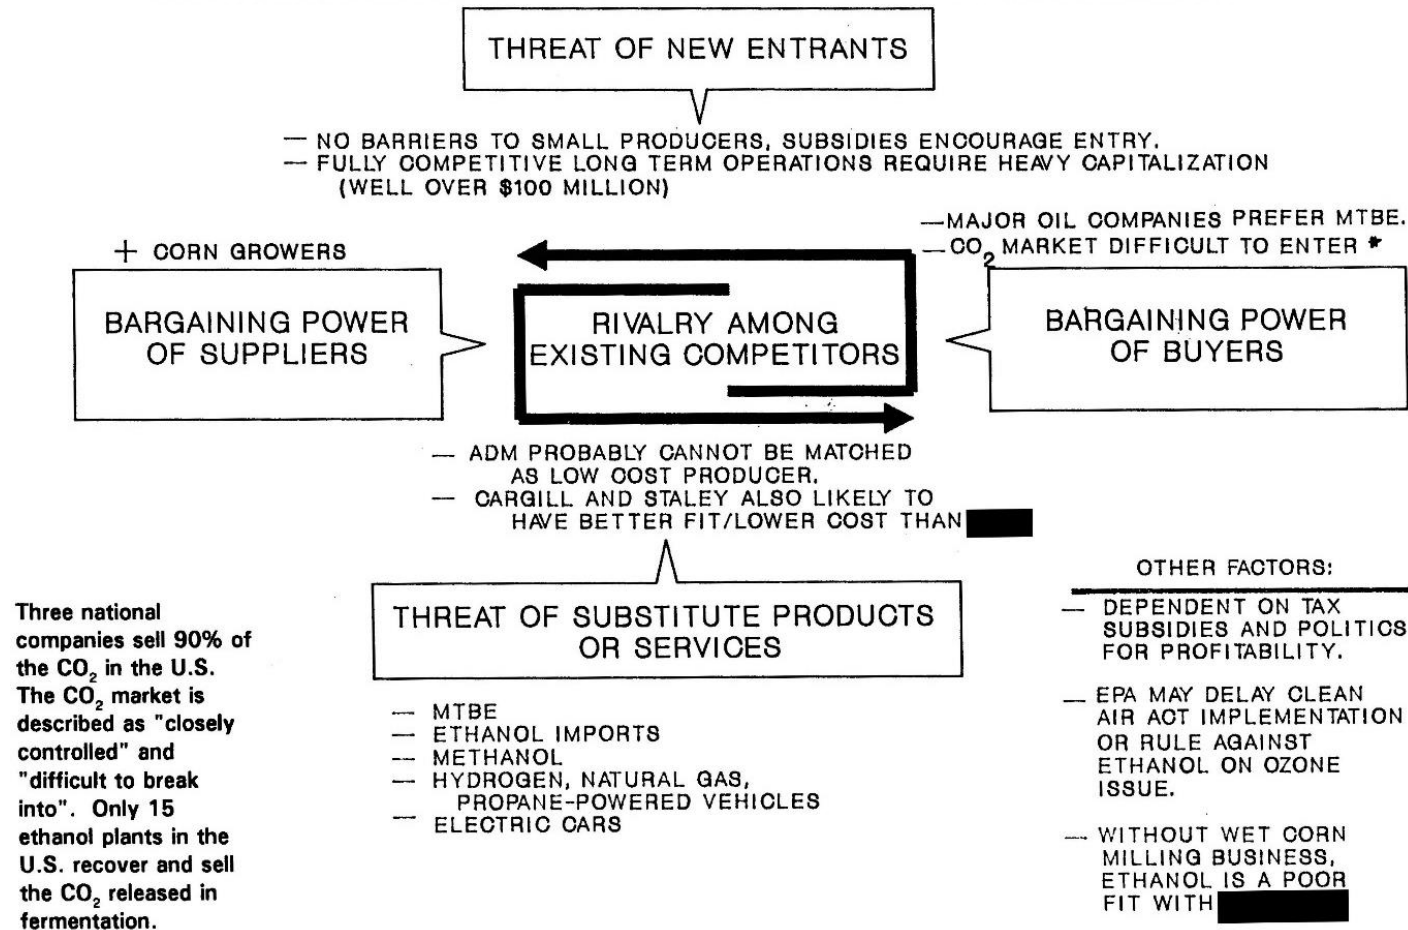 THREAT OF NEW ENTRANTS
— NO BARRIERS TO SMALL PRODUCERS, SUBSIDIES ENCOURAGE ENTRY.
— FULLY COMPETITIVE LONG TERM OPERATIONS REQUIRE HEAVY CAPITALIZATION
(WELL OVER $100 MILLION)
+ CORN GROWERS
BARGAINING POWER
OF SUPPLIERS
RIVALRY AMONG
EXISTING COMPETITORS
— MAJOR OIL COMPANIES PREFER MTBE.
— CO₂ MARKET DIFFICULT TO ENTER *
BARGAINING POWER
OF BUYERS
— ADM PROBABLY CANNOT BE MATCHED
AS LOW COST PRODUCER.
— CARGILL AND STALEY ALSO LIKELY TO
HAVE BETTER FIT/LOWER COST THAN
THREAT OF SUBSTITUTE PRODUCTS
OR SERVICES
— MTBE
— ETHANOL IMPORTS
— METHANOL
— HYDROGEN, NATURAL GAS,
PROPANE-POWERED VEHICLES
— ELECTRIC CARS
Three national
companies sell 90% of
the CO₂ in the U.S.
The CO₂ market is
described as "closely
controlled" and
"difficult to break
into". Only 15
ethanol plants in the
U.S. recover and sell
the CO₂ released in
fermentation.
OTHER FACTORS:
— DEPENDENT ON TAX
SUBSIDIES AND POLITICS
FOR PROFITABILITY.
— EPA MAY DELAY CLEAN
AIR ACT IMPLEMENTATION
OR RULE AGAINST
ETHANOL ON OZONE
ISSUE.
— WITHOUT WET CORN
MILLING BUSINESS,
ETHANOL IS A POOR
FIT WITH